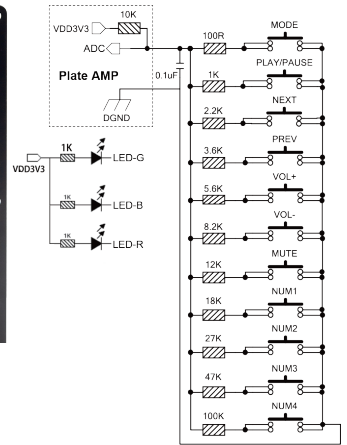 10K
VDD3V3
ADC
Plate AMP
0.1uF
DGND
100R
MODE
1K
PLAY/PAUSE
2.2K
NEXT
3.6K
PREV
5.6K
VOL+
8.2K
VOL-
12K
MUTE
18K
NUM1
27K
NUM2
47K
NUM3
100K
NUM4
1K
LED-G
VDD3V3
1K
LED-B
1K
LED-R